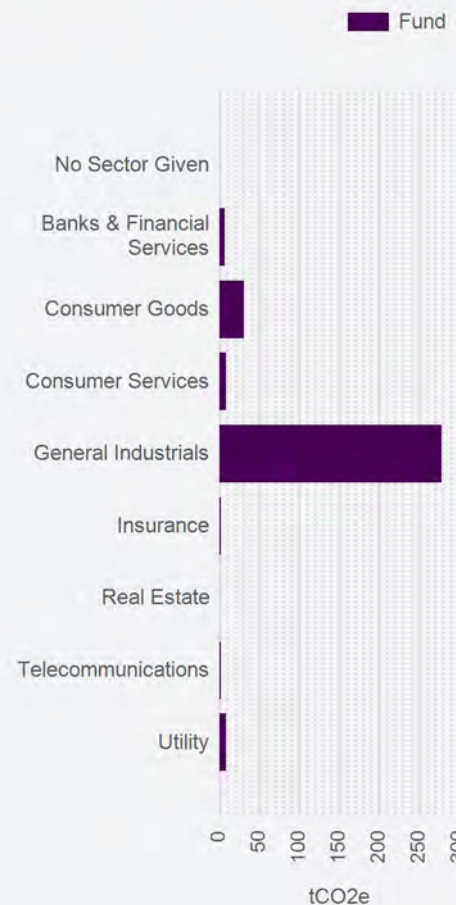 Fund
No Sector Given
Banks & Financial
Services
Consumer Goods
Consumer Services
General Industrials
Insurance
Real Estate
Telecommunications
Utility
0
50
100
150
200
250
300
tCO2e